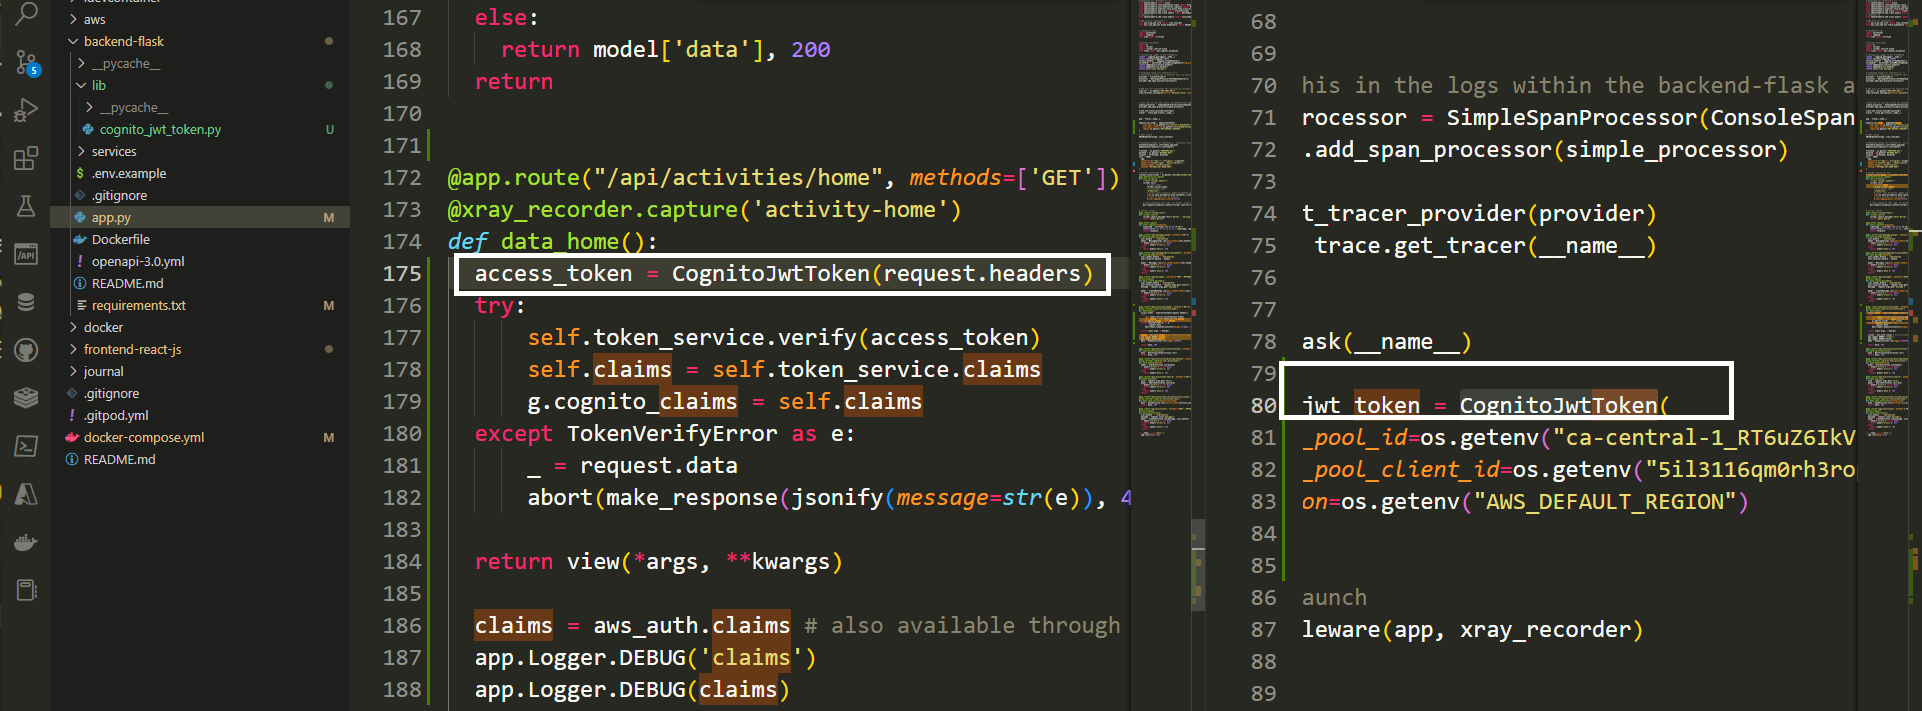 aws
backend-flask
__pycache__
lib
__pycache__
cognito_jwt_token.py U
services
.env.example
.gitignore
app.py M
Dockerfile
openapi-3.0.yml
README.md
requirements.txt M
docker
frontend-react-js
journal
.gitignore
.gitpod.yml
docker-compose.yml M
README.md
5
/API
167 else:
168 return model['data'], 200
169 return
170
171
172 @app.route("/api/activities/home", methods=['GET'])
173 @xray_recorder.capture('activity-home')
174 def data_home():
175 access_token = CognitoJwtToken(request.headers)
176 try:
177 self.token_service.verify(access_token)
178 self.claims = self.token_service.claims
179 g.cognito_claims = self.claims
180 except TokenVerifyError as e:
181 _ = request.data
182 abort(make_response(jsonify(message=str(e)), 4
183
184 return view(*args, **kwargs)
185
186 claims = aws_auth.claims # also available through
187 app.Logger.DEBUG('claims')
188 app.Logger.DEBUG(claims)
68
69
70 his in the logs within the backend-flask a
71 rocessor = SimpleSpanProcessor(ConsoleSpan
72 .add_span_processor(simple_processor)
73
74 t_tracer_provider(provider)
75 trace.get_tracer(__name__)
76
77
78 ask(__name__)
79
80 jwt_token = CognitoJwtToken(
81 _pool_id=os.getenv("ca-central-1_RT6uZ6IkV
82 _pool_client_id=os.getenv("5il3116qm0rh3ro
83 on=os.getenv("AWS_DEFAULT_REGION")
84
85
86 aunch
87 leware(app, xray_recorder)
88
89